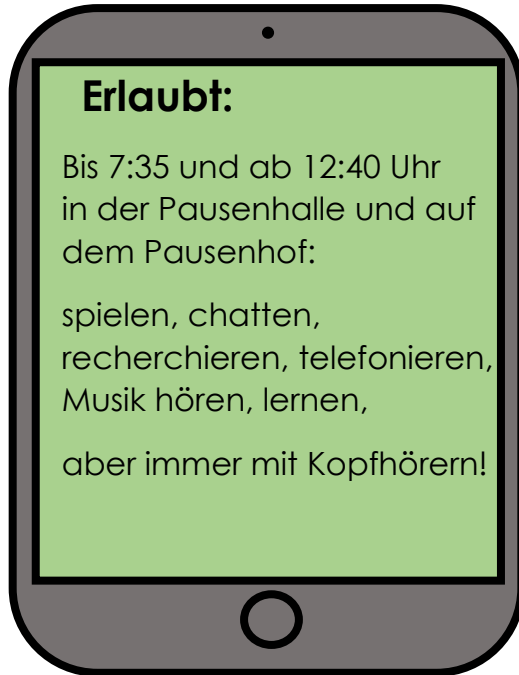 Erlaubt:
Bis 7:35 und ab 12:40 Uhr
in der Pausenhalle und auf
dem Pausenhof:
spielen, chatten,
recherchieren, telefonieren,
Musik hören, lernen,
aber immer mit Kopfhörern!